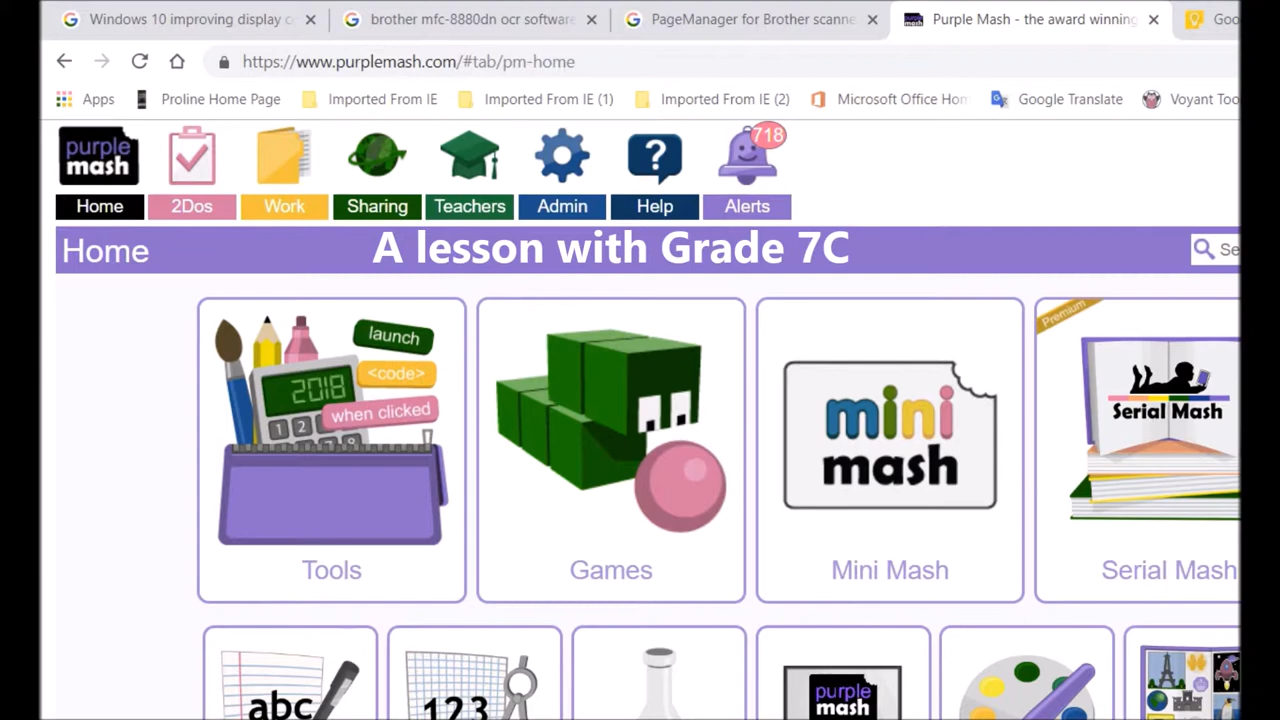 Windows 10 improving display o
brother mfc-8880dn ocr software
PageManager for Brother scanne
Purple Mash - the award winning
Goo
https://www.purplemash.com/#tab/pm-home
Apps
Proline Home Page
Imported From IE
Imported From IE (1)
Imported From IE (2)
Microsoft Office Hom
Google Translate
Voyant Too
purple mash
718
Home
2Dos
Work
Sharing
Teachers
Admin
Help
Alerts
Home
A lesson with Grade 7C
Se
launch
<code>
when clicked
2018
1 2
Tools
Games
mini
mash
Mini Mash
Premium
Serial Mash
Serial Mash
abc
123
purple
mash